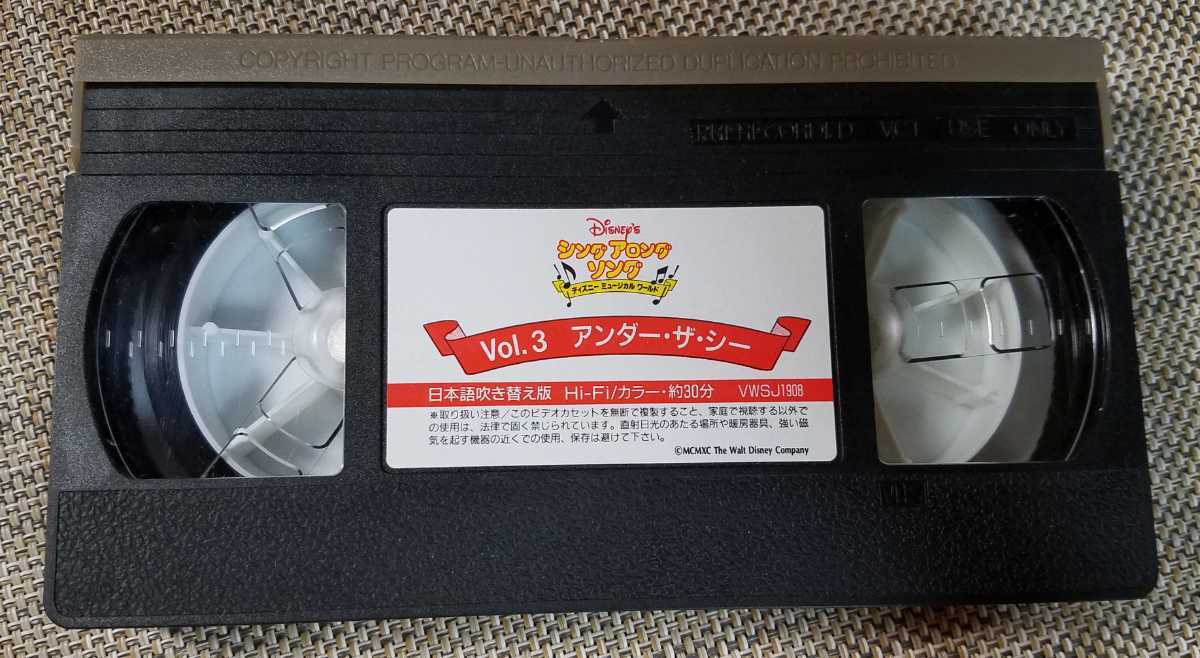 COPYRIGHT PROGRAM-UNAUTHORIZED DUPLICATION PROHIBITED
PRERECORDED VCT USE ONLY
DISNEY'S
シング アロング
ソング
ディズニー ミュージカル ワールド
Vol.3 アンダー・ザ・シー
日本語吹き替え版 Hi-Fi/カラー・約30分 VWSJ1908
※取り扱い注意/このビデオカセットを無断で複製すること、家庭で視聴する以外で
の使用は、法律で固く禁じられています。直射日光のあたる場所や暖房器具、強い磁
気を起す機器の近くでの使用、保存は避けて下さい。
©MCMXC The Walt Disney Company